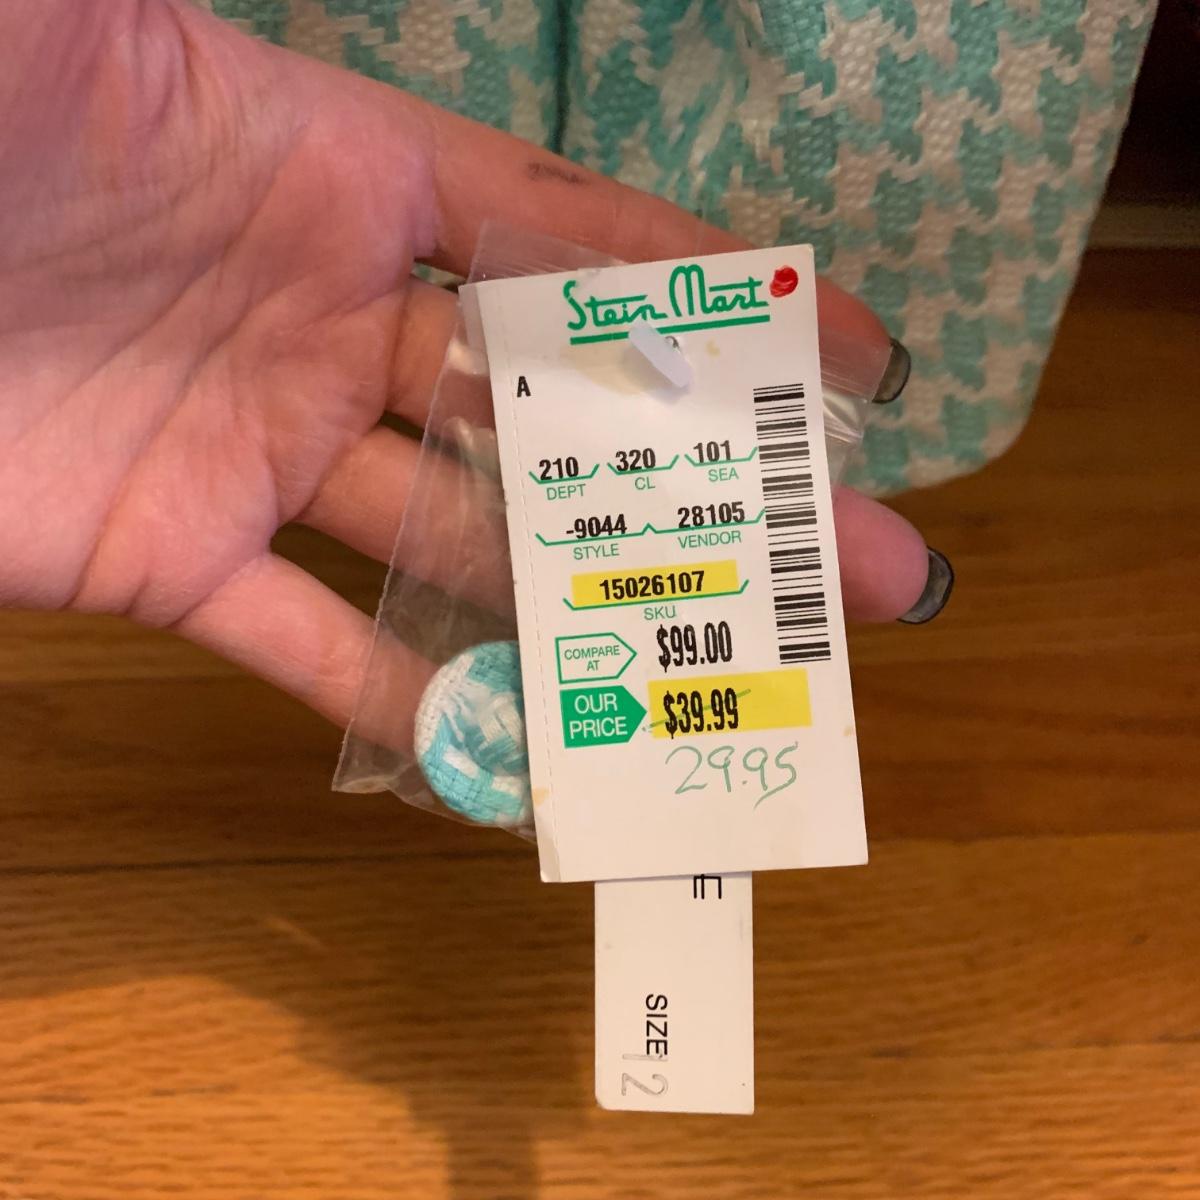 Stein Mart
A
210 320 101
DEPT CL SEA
-9044 28105
STYLE VENDOR
15026107
SKU
COMPARE AT $99.00
OUR PRICE $39.99
29.95
E
SIZE 12